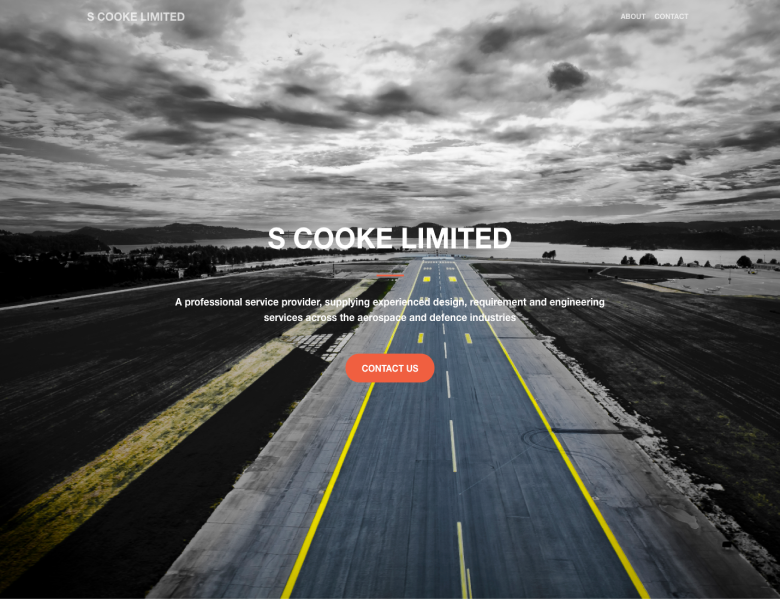 S COOKE LIMITED
ABOUT CONTACT
S COOKE LIMITED
A professional service provider, supplying experienced design, requirement and engineering
services across the aerospace and defence industries
CONTACT US